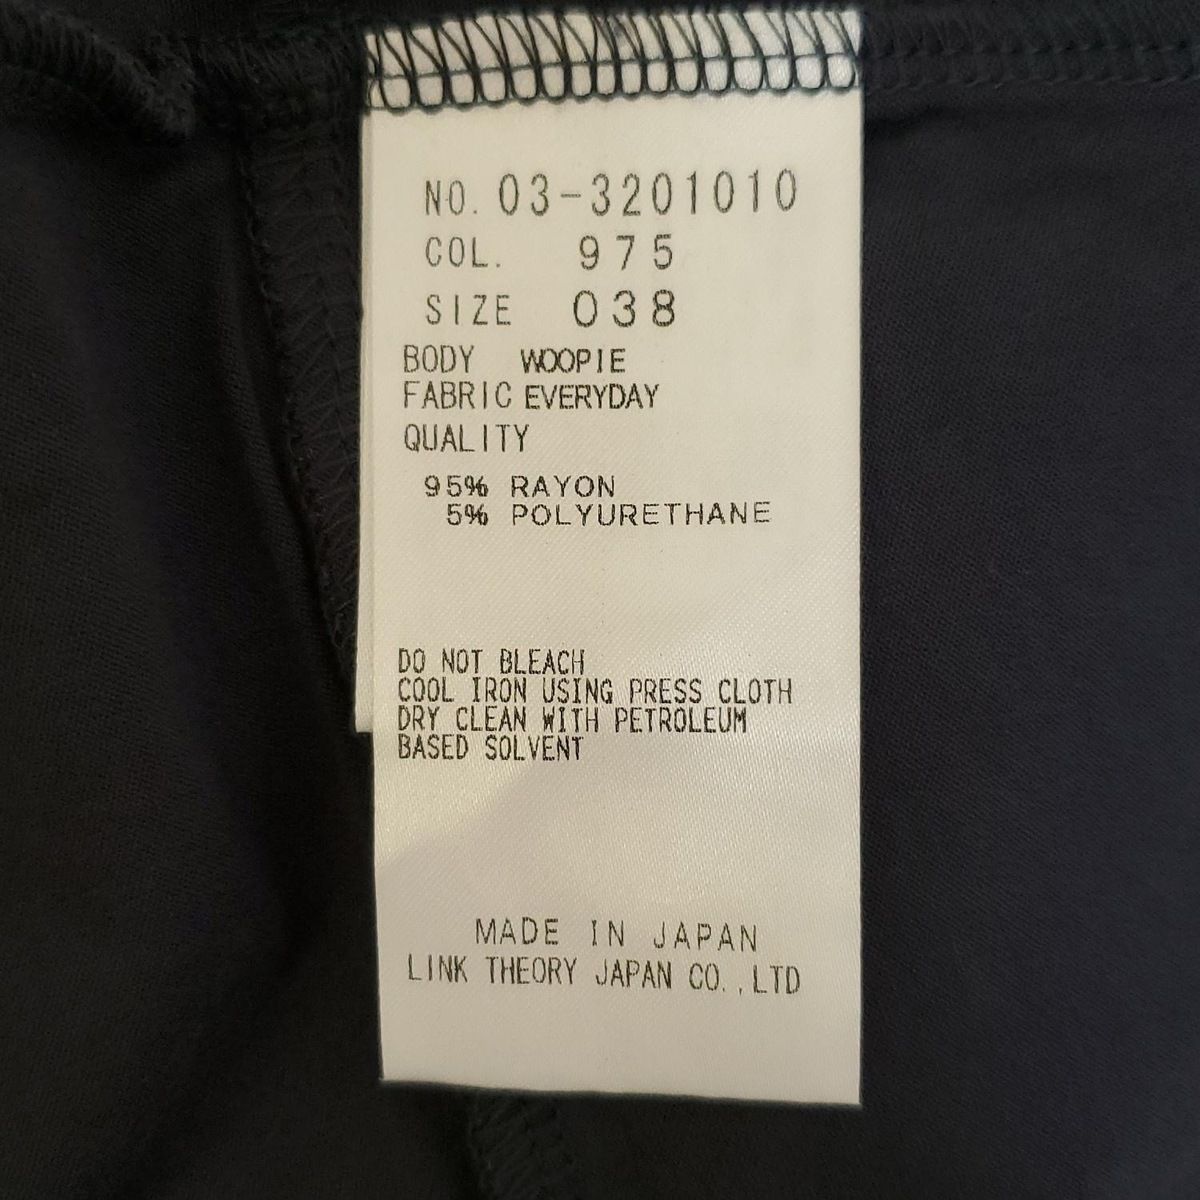 NO. 03-3201010
COL. 975
SIZE 038
BODY WOOPIE
FABRIC EVERYDAY
QUALITY
95% RAYON
5% POLYURETHANE
DO NOT BLEACH
COOL IRON USING PRESS CLOTH
DRY CLEAN WITH PETROLEUM
BASED SOLVENT
MADE IN JAPAN
LINK THEORY JAPAN CO.,LTD